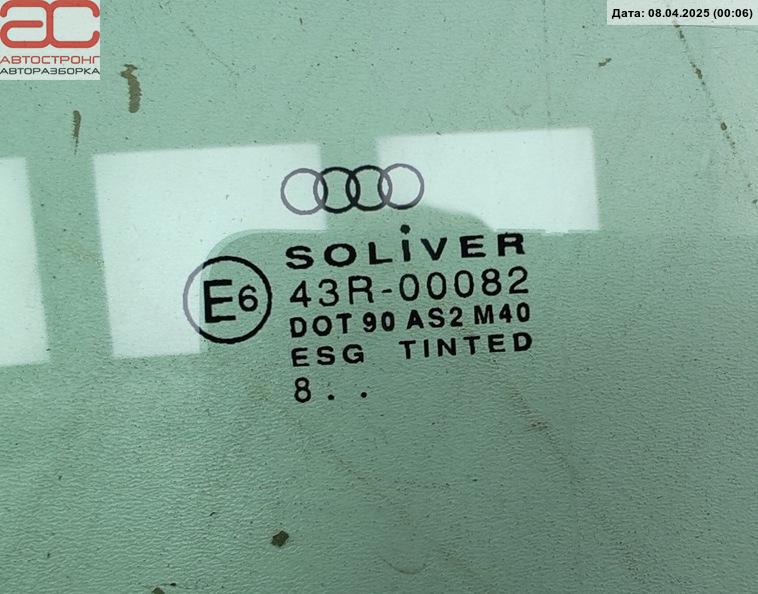 АС
АВТОСТРОНГ
АВТОРАЗБОРКА
Дата: 08.04.2025 (00:06)
SOLiVER
E6
43R-00082
DOT 90 AS2 M40
ESG TINTED
8 . .